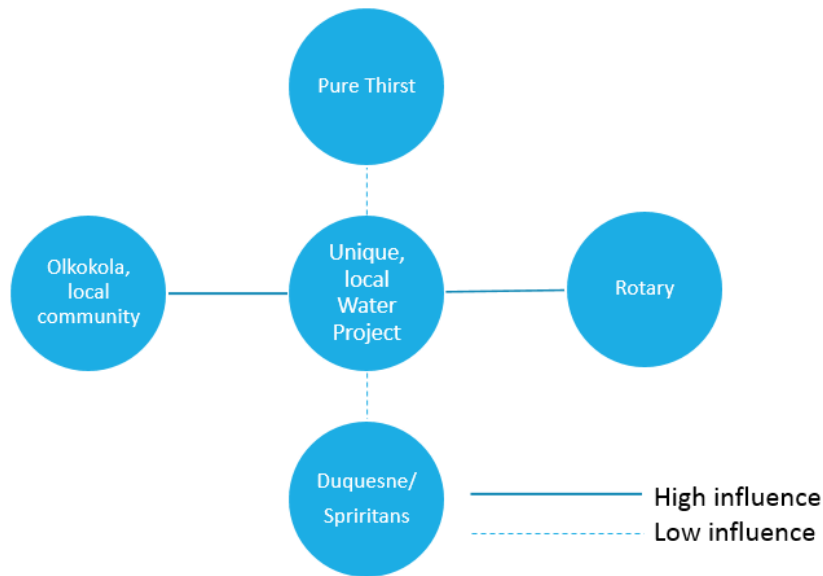 Pure Thirst
Olkokola,
local
community
Unique,
local
Water
Project
Rotary
Duquesne/
Spriritans
High influence
Low influence